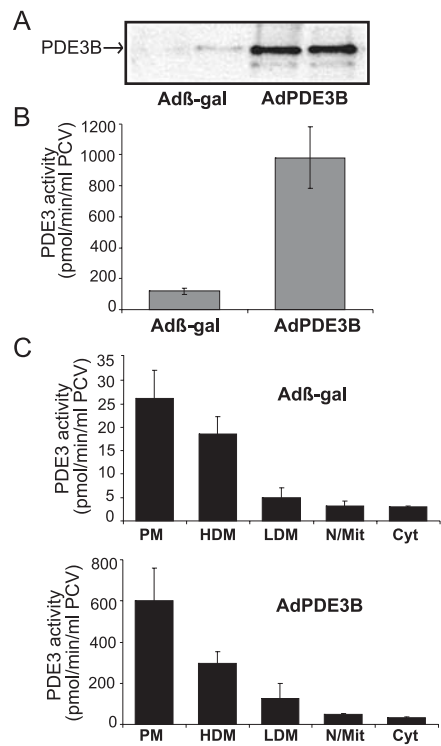 A
PDE3B→
Adß-gal AdPDE3B
B
PDE3 activity
(pmol/min/ml PCV)
1200
1000
800
600
400
200
0
Adß-gal AdPDE3B
C
PDE3 activity
(pmol/min/ml PCV)
35
30
25
20
15
10
5
0
Adß-gal
PM HDM LDM N/Mit Cyt
PDE3 activity
(pmol/min/ml PCV)
800
600
400
200
0
AdPDE3B
PM HDM LDM N/Mit Cyt